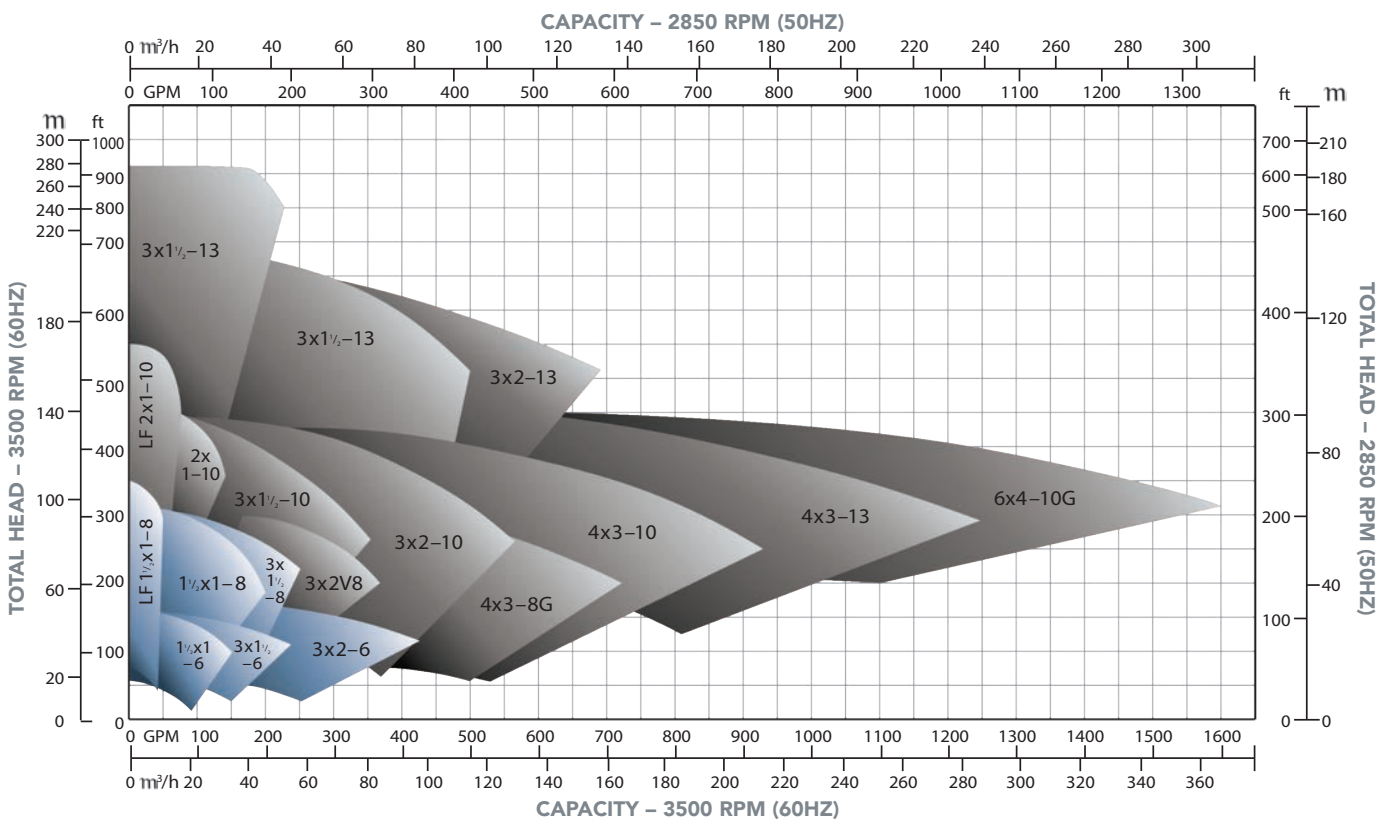 CAPACITY – 2850 RPM (50HZ)
0 m³/h 20 40 60 80 100 120 140 160 180 200 220 240 260 280 300
0 GPM 100 200 300 400 500 600 700 800 900 1000 1100 1200 1300
m ft
ft m
300 1000
280 900
260
240 800
220 700
180 600
500
140
400
100
300
60 200
100
20
0 0
TOTAL HEAD – 3500 RPM (60HZ)
700 210
600 180
500 160
400 120
300
80
200
40
100
0 0
TOTAL HEAD – 2850 RPM (50HZ)
3x1½–13
3x1½–13
3x2–13
LF 2x1–10
2x
1–10
3x1½–10
3x2–10
4x3–10
4x3–13
6x4–10G
LF 1½x1–8
1½x1–8
3x
1½
–8
3x2V8
4x3–8G
1½x1
–6
3x1½
–6
3x2–6
0 GPM 100 200 300 400 500 600 700 800 900 1000 1100 1200 1300 1400 1500 1600
0 m³/h 20 40 60 80 100 120 140 160 180 200 220 240 260 280 300 320 340 360
CAPACITY – 3500 RPM (60HZ)